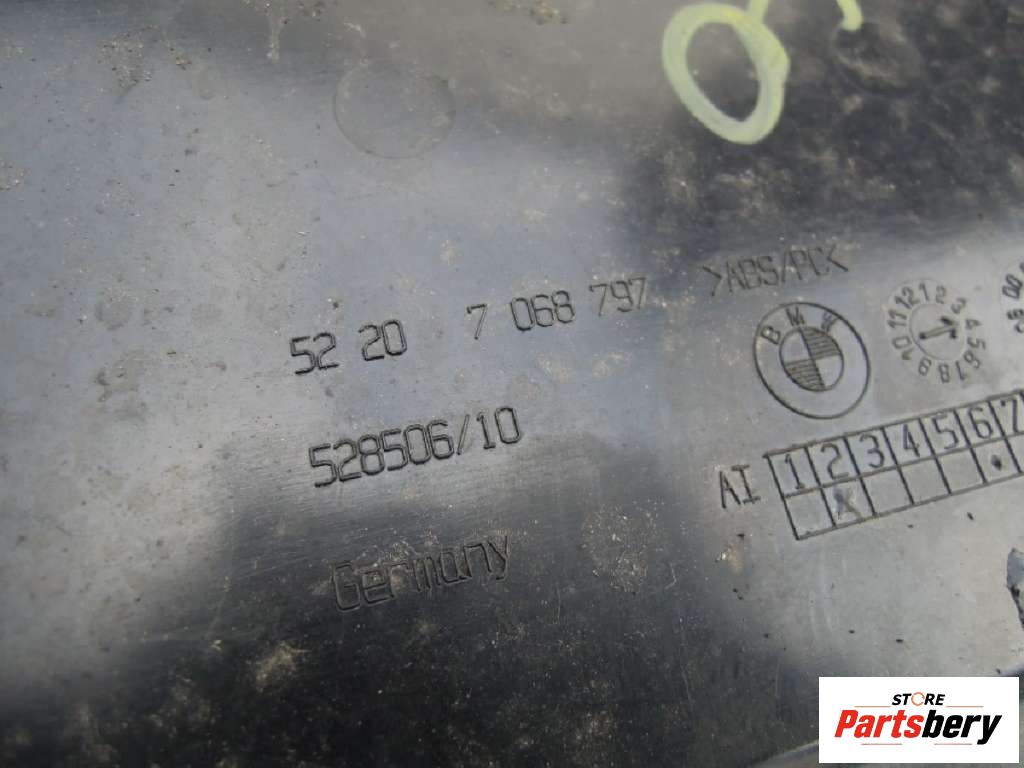 52 20 7 068 797 >ABS/PC<
BMW
528506/10
Germany
AI 1 2 3 4 5 6 7
STORE
Partsbery